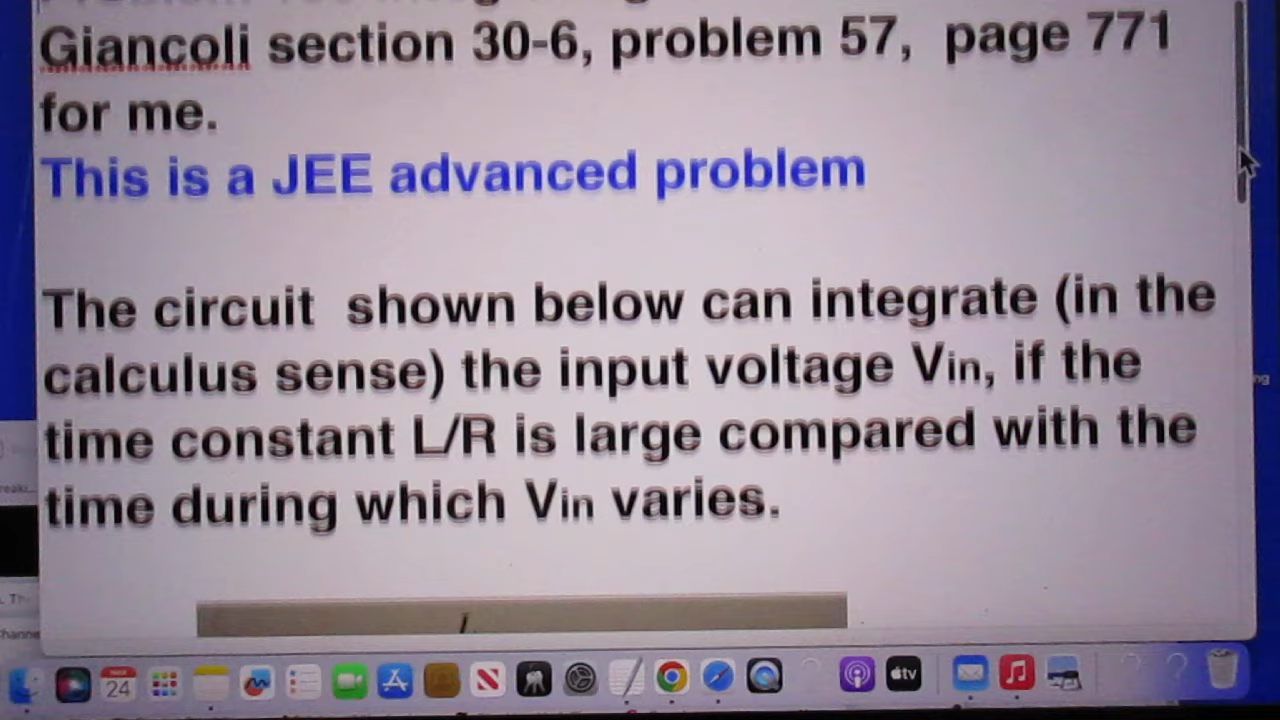 Giancoli section 30-6, problem 57, page 771
for me.
This is a JEE advanced problem
The circuit shown below can integrate (in the
calculus sense) the input voltage Vin, if the
time constant L/R is large compared with the
time during which Vin varies.
24
tv